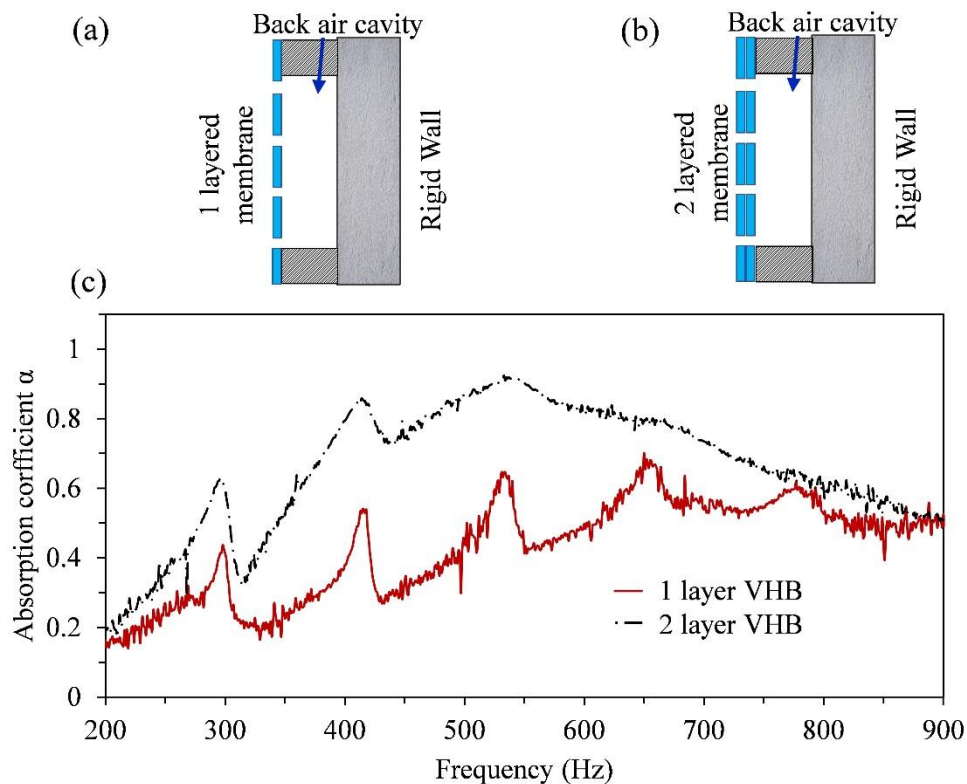 (a)
Back air cavity
1 layered
membrane
Rigid Wall
(b)
Back air cavity
2 layered
membrane
Rigid Wall
(c)
Absorption cofficient α
1
0.8
0.6
0.4
0.2
0
1 layer VHB
2 layer VHB
200 300 400 500 600 700 800 900
Frequency (Hz)